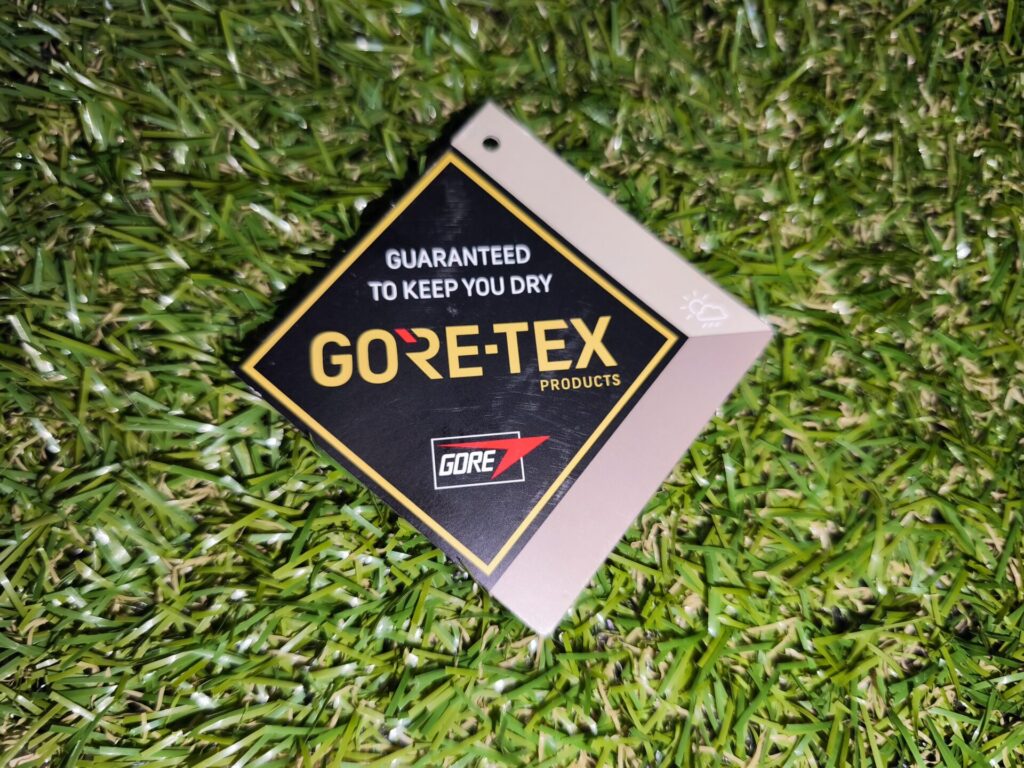 GUARANTEED
TO KEEP YOU DRY
GORE-TEX
PRODUCTS
GORE